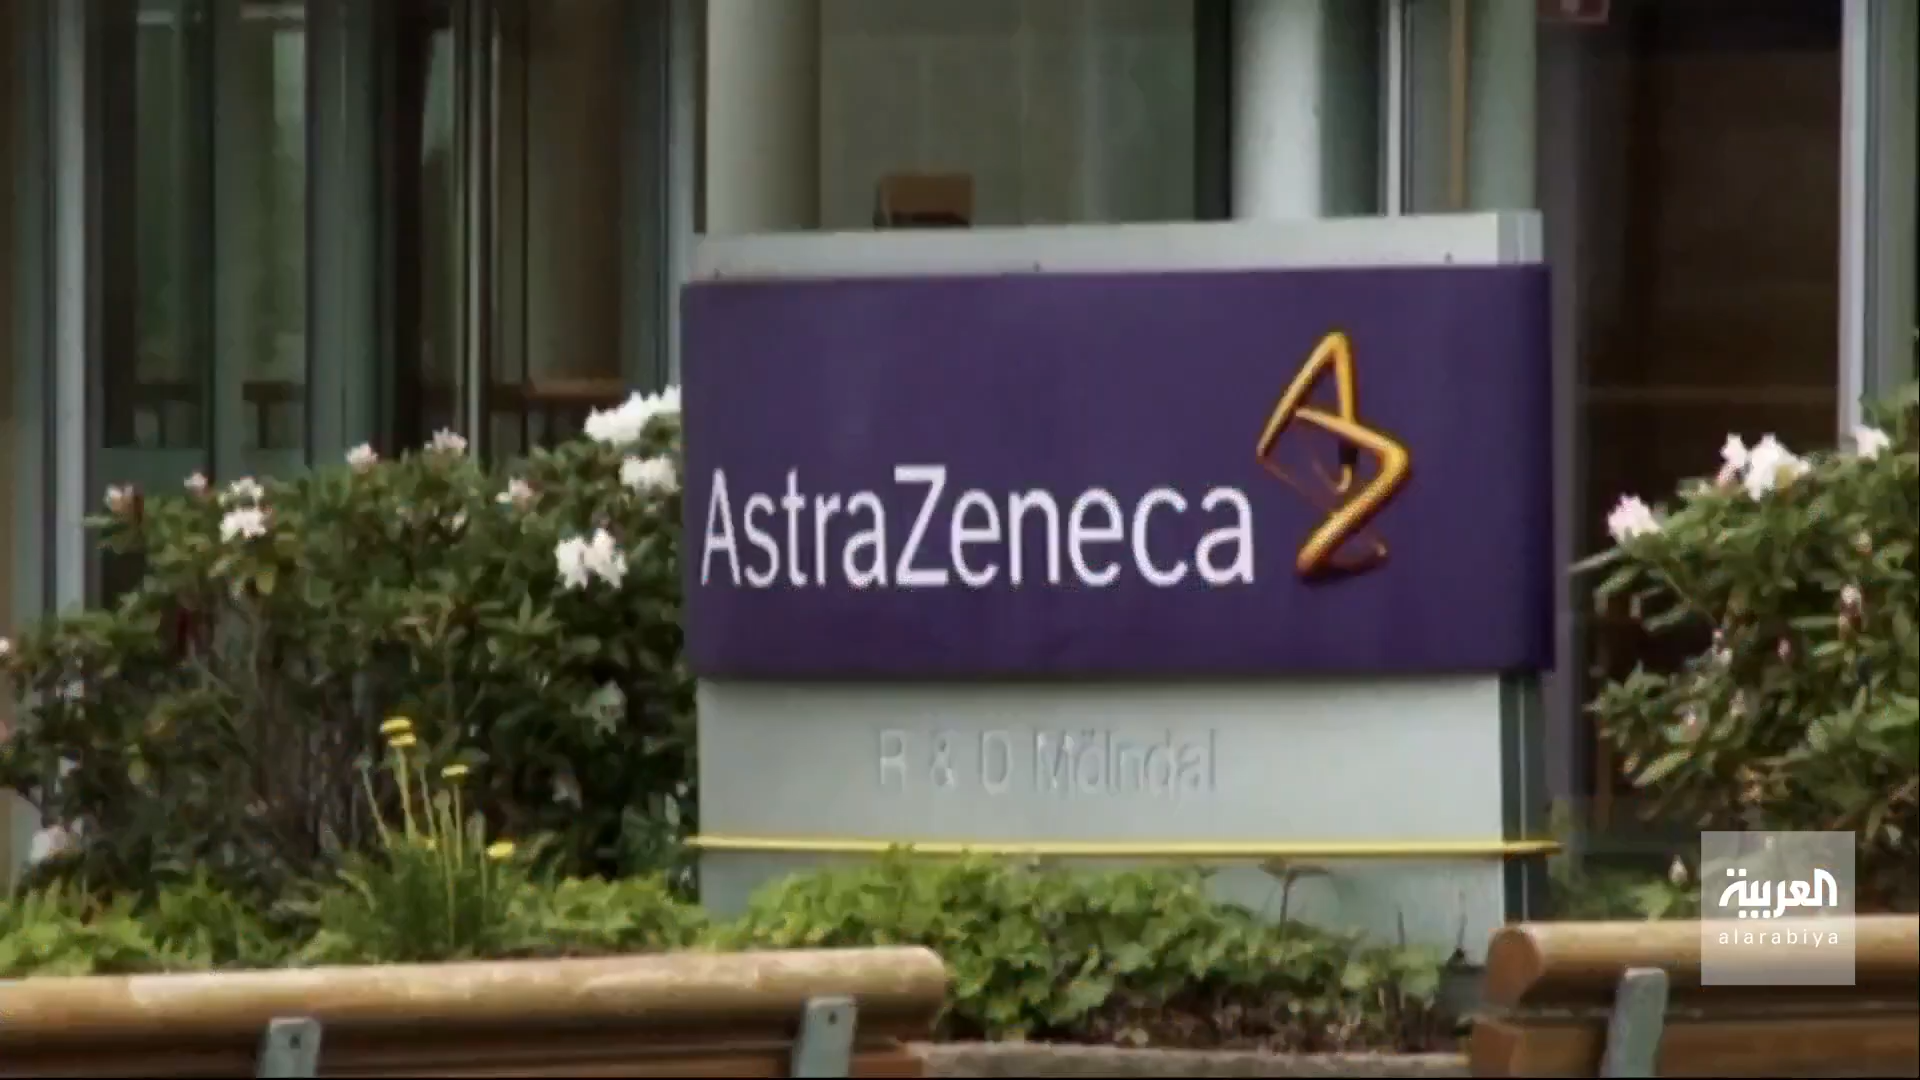 AstraZeneca
R & D Mölndal
العربية
alarabiya